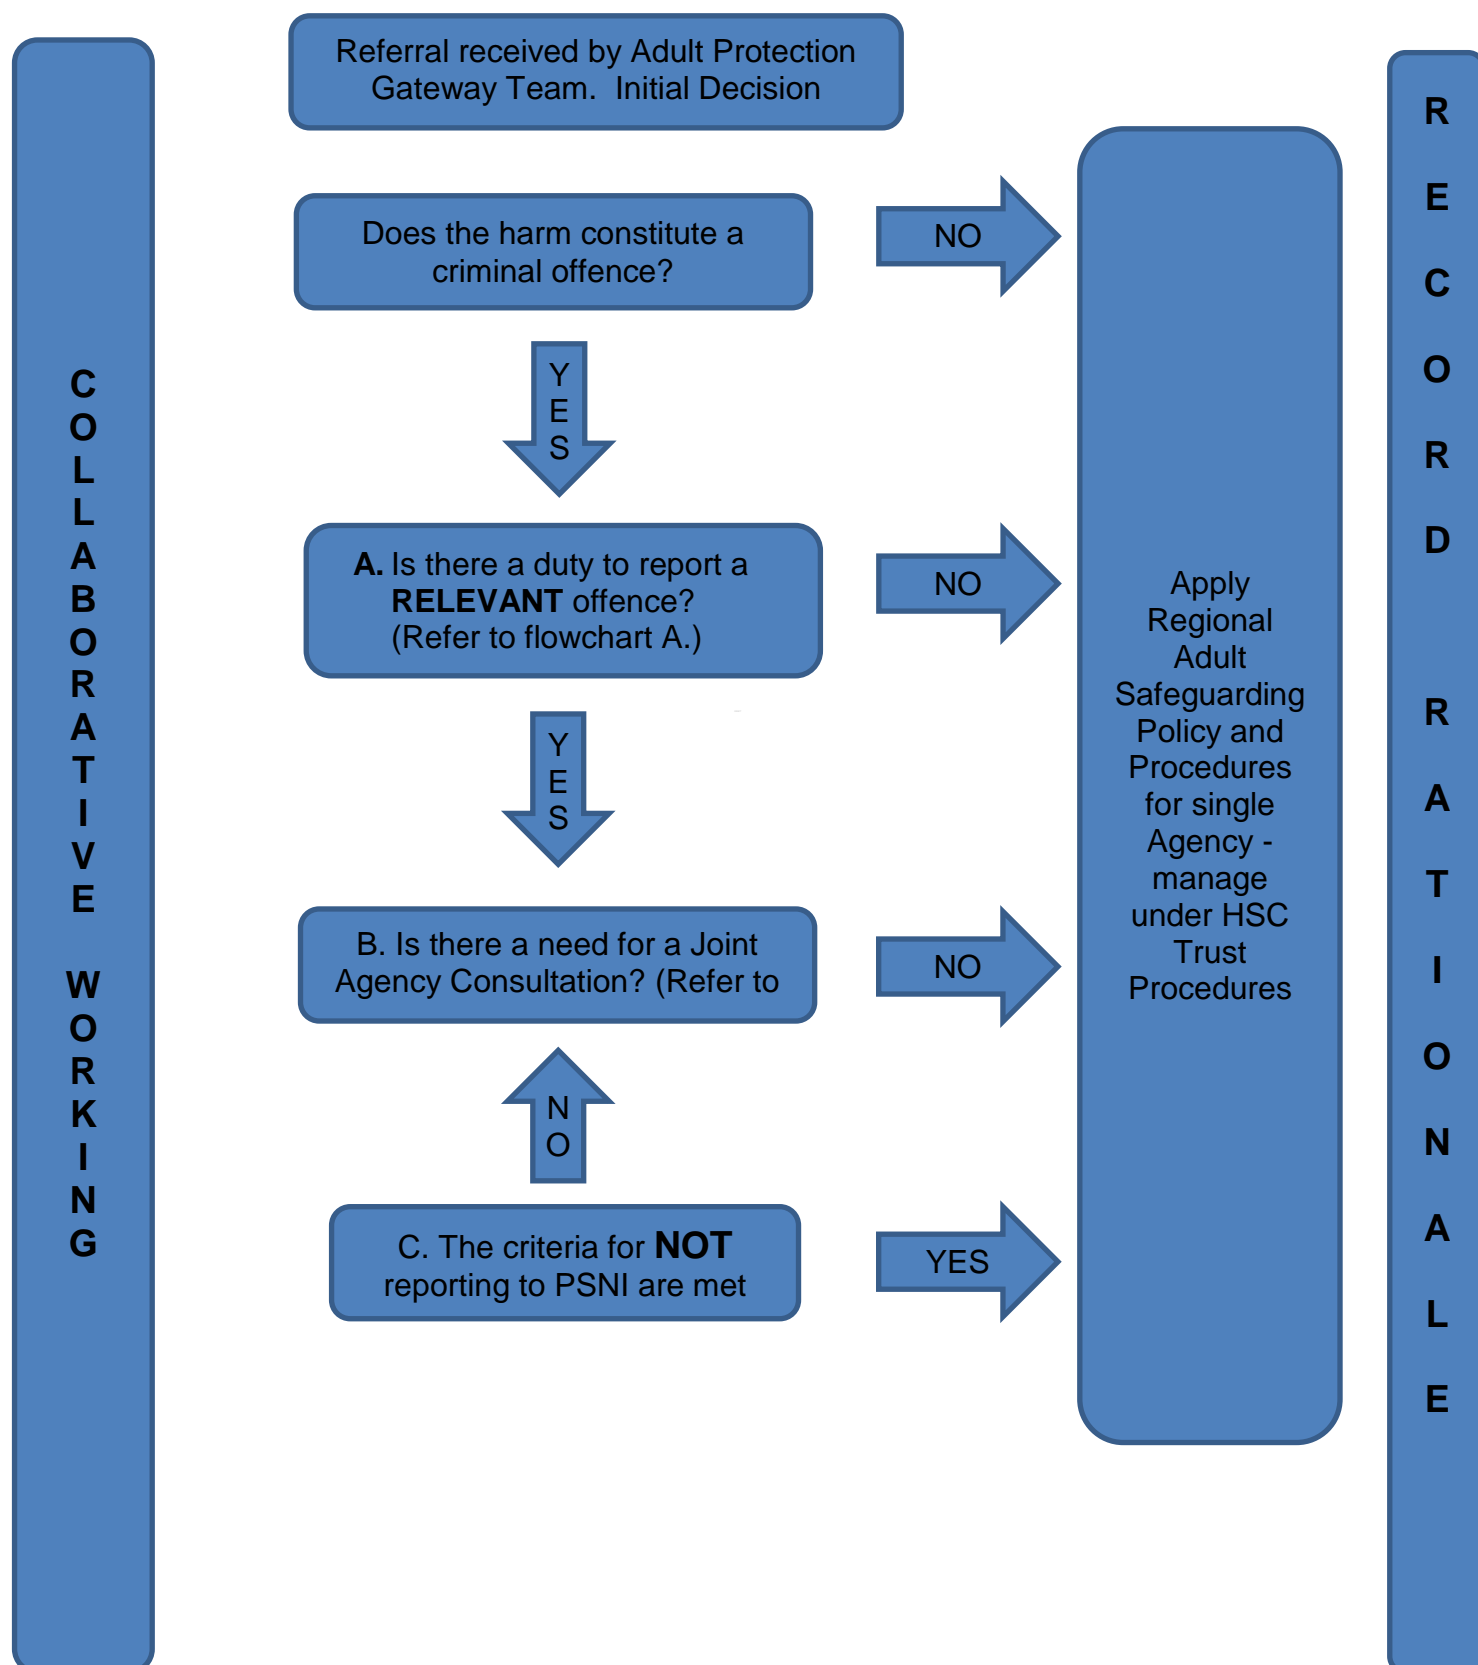 COLLABORATIVE WORKING
Referral received by Adult Protection
Gateway Team.  Initial Decision
Does the harm constitute a
criminal offence?
NO
YES
A. Is there a duty to report a
RELEVANT offence?
(Refer to flowchart A.)
NO
YES
B. Is there a need for a Joint
Agency Consultation? (Refer to
NO
NO
C. The criteria for NOT
reporting to PSNI are met
YES
Apply
Regional
Adult
Safeguarding
Policy and
Procedures
for single
Agency -
manage
under HSC
Trust
Procedures
RECORD RATIONALE